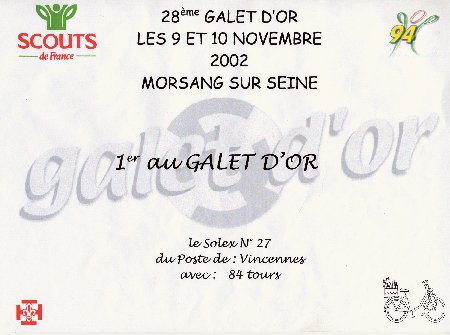 28ème GALET D'OR
LES 9 ET 10 NOVEMBRE
2002
MORSANG SUR SEINE
SCOUTS
de France
94
galet d'or
1er au GALET D'OR
le Solex N° 27
du Poste de : Vincennes
avec : 84 tours